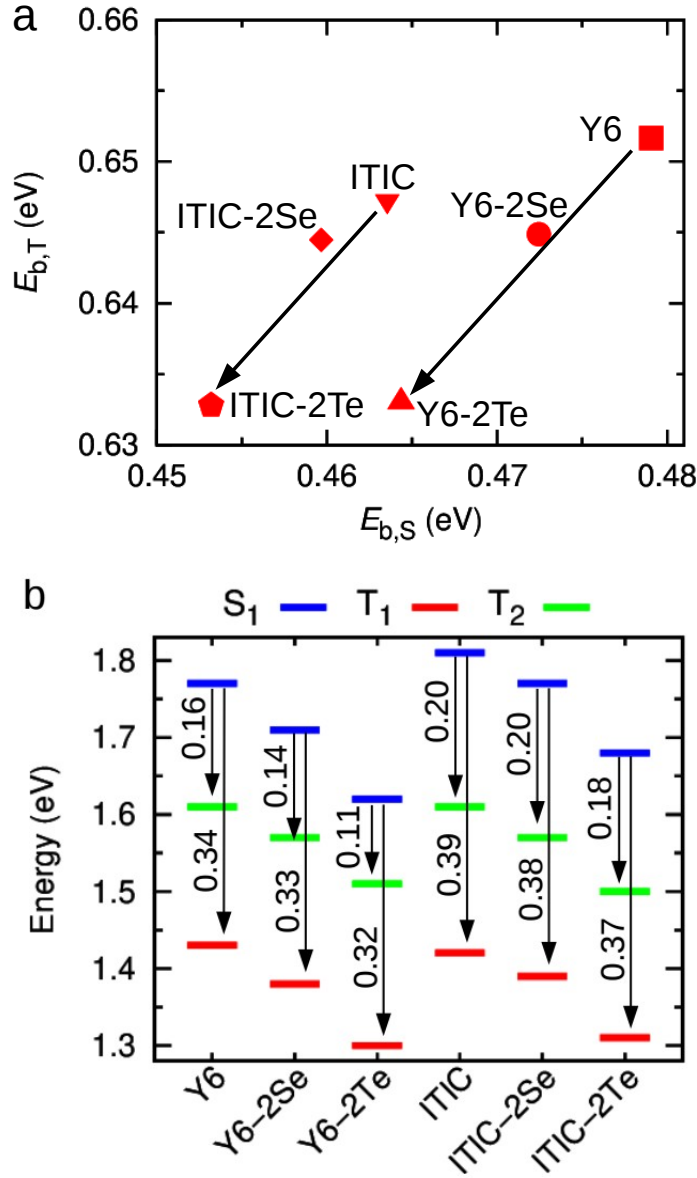 a
0.66
0.65
0.64
0.63
E_b,T (eV)
Y6
ITIC
ITIC-2Se
Y6-2Se
ITIC-2Te
Y6-2Te
0.45 0.46 0.47 0.48
E_b,S (eV)
b
S_1 T_1 T_2
1.8
1.7
1.6
1.5
1.4
1.3
Energy (eV)
0.16
0.34
0.14
0.33
0.11
0.32
0.20
0.39
0.20
0.38
0.18
0.37
Y6
Y6-2Se
Y6-2Te
ITIC
ITIC-2Se
ITIC-2Te